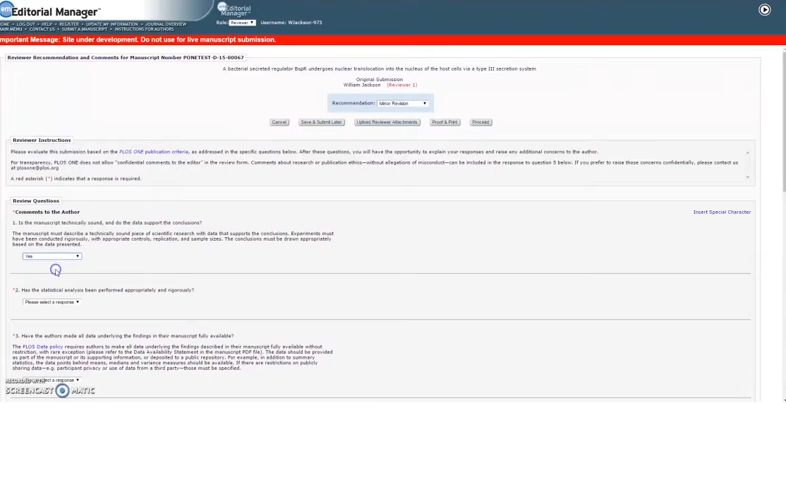 em Editorial Manager™
HOME • LOG OUT • HELP • REGISTER • UPDATE MY INFORMATION • JOURNAL OVERVIEW
MAIN MENU • CONTACT US • SUBMIT A MANUSCRIPT • INSTRUCTIONS FOR AUTHORS
Editorial Manager
Role: Reviewer ▼ Username: WJackson-973
mportant Message: Site under development. Do not use for live manuscript submission.
Reviewer Recommendation and Comments for Manuscript Number PONETEST-D-15-00067
A bacterial secreted regulator BspR undergoes nuclear translocation into the nucleus of the host cells via a type III secretion system
Original Submission
William Jackson (Reviewer 1)
Recommendation: Minor Revision ▼
Cancel Save & Submit Later Upload Reviewer Attachments Proof & Print Proceed
Reviewer Instructions
Please evaluate this submission based on the PLOS ONE publication criteria, as addressed in the specific questions below. After these questions, you will have the opportunity to explain your responses and raise any additional concerns to the author.
For transparency, PLOS ONE does not allow "confidential comments to the editor" in the review form. Comments about research or publication ethics—without allegations of misconduct—can be included in the response to question 5 below. If you prefer to raise those concerns confidentially, please contact us
at plosone@plos.org
A red asterisk (*) indicates that a response is required.
Review Questions
*Comments to the Author
Insert Special Character
1. Is the manuscript technically sound, and do the data support the conclusions?
The manuscript must describe a technically sound piece of scientific research with data that supports the conclusions. Experiments must
have been conducted rigorously, with appropriate controls, replication, and sample sizes. The conclusions must be drawn appropriately
based on the data presented.
Yes ▼
*2. Has the statistical analysis been performed appropriately and rigorously?
Please select a response ▼
*3. Have the authors made all data underlying the findings in their manuscript fully available?
The PLOS Data policy requires authors to make all data underlying the findings described in their manuscript fully available without
restriction, with rare exception (please refer to the Data Availability Statement in the manuscript PDF file). The data should be provided
as part of the manuscript or its supporting information, or deposited to a public repository. For example, in addition to summary
statistics, the data points behind means, medians and variance measures should be available. If there are restrictions on publicly
sharing data—e.g. participant privacy or use of data from a third party—those must be specified.
RECORDED WITH
select a response ▼
SCREENCAST MATIC